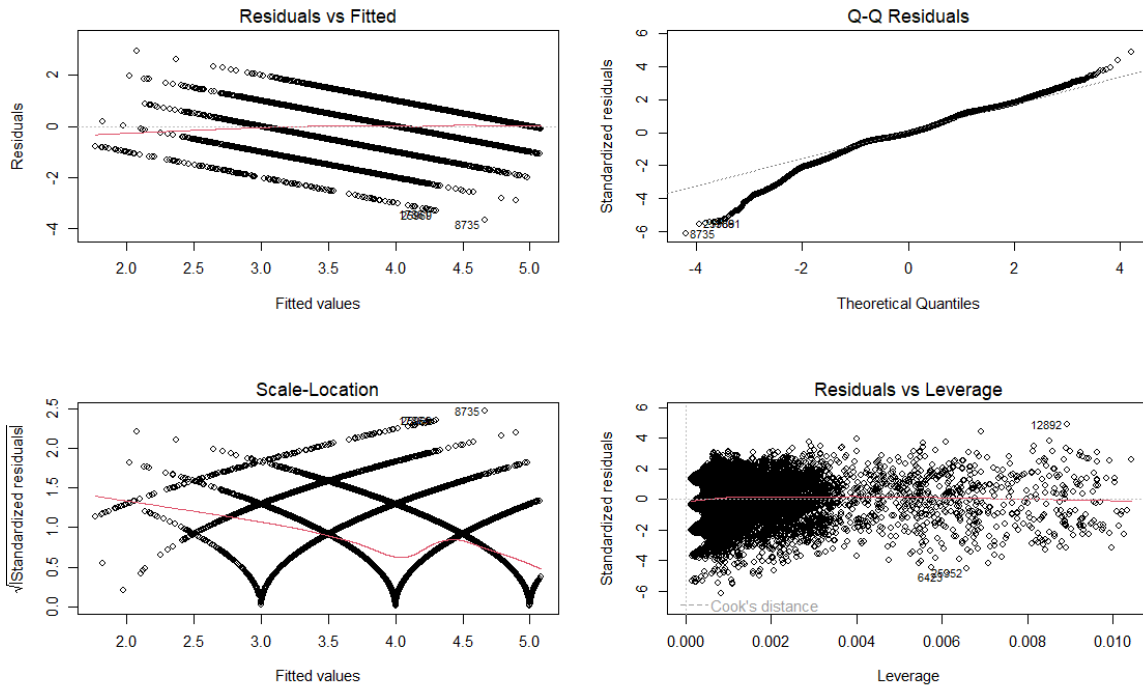 Residuals vs Fitted
Residuals
2
0
-2
-4
8735
2.0 2.5 3.0 3.5 4.0 4.5 5.0
Fitted values
Q-Q Residuals
Standardized residuals
6
4
2
0
-2
-4
-6
8735
-4 -2 0 2 4
Theoretical Quantiles
Scale-Location
√|Standardized residuals|
2.5
2.0
1.5
1.0
0.5
0.0
8735
2.0 2.5 3.0 3.5 4.0 4.5 5.0
Fitted values
Residuals vs Leverage
Standardized residuals
6
4
2
0
-2
-4
-6
12892
25952
6423
Cook's distance
0.000 0.002 0.004 0.006 0.008 0.010
Leverage